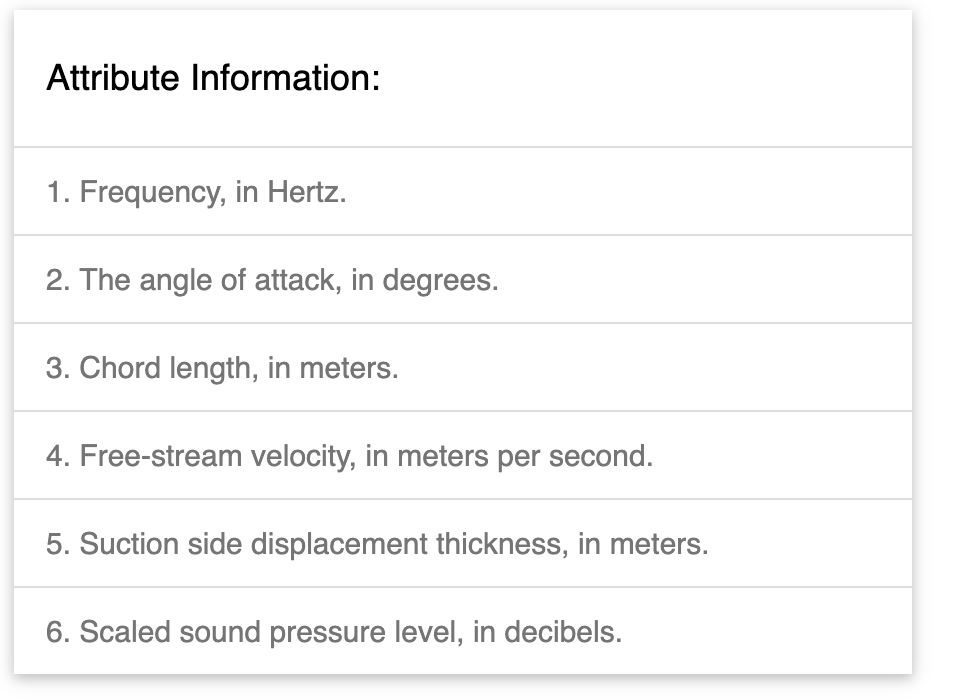 Attribute Information:
1. Frequency, in Hertz.
2. The angle of attack, in degrees.
3. Chord length, in meters.
4. Free-stream velocity, in meters per second.
5. Suction side displacement thickness, in meters.
6. Scaled sound pressure level, in decibels.